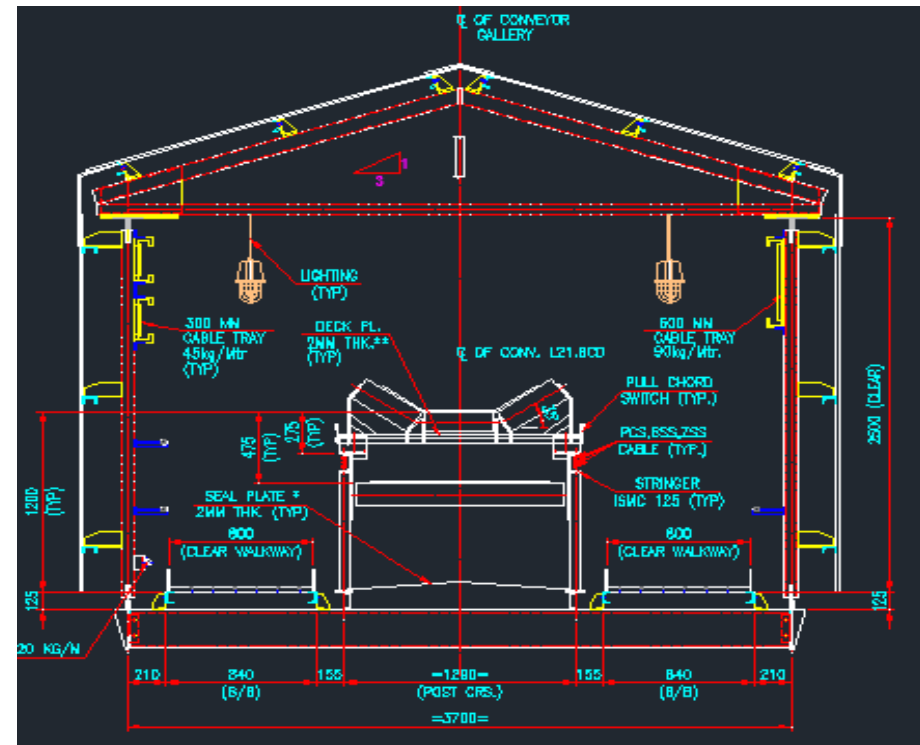 ℄ OF CONVEYOR
GALLERY
1
3
LIGHTING
(TYP)
300 MM
CABLE TRAY
45kg/Mtr
(TYP)
DECK PL.
2MM THK.**
(TYP)
600 MM
CABLE TRAY
90kg/Mtr.
℄ OF CONV.
PULL CHORD
SWITCH (TYP.)
PCS,BSS,ZSS
CABLE (TYP.)
STRINGER
ISMC 125 (TYP)
2500 (CLEAR)
475
(TYP)
275
(TYP)
1200
(TYP)
SEAL PLATE *
2MM THK. (TYP)
800
(CLEAR WALKWAY)
800
(CLEAR WALKWAY)
125
125
20 KG/M
210
840
(B/B)
155
=1290=
(POST CRS.)
155
840
(B/B)
210
=3700=